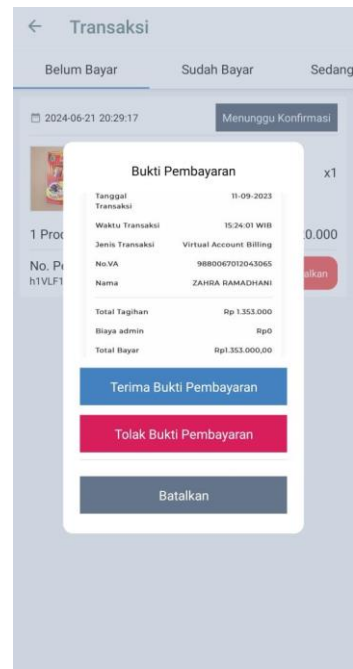 Transaksi
Belum Bayar Sudah Bayar Sedang
2024-06-21 20:29:17 Menunggu Konfirmasi
x1
Bukti Pembayaran
Tanggal Transaksi 11-09-2023
Waktu Transaksi 15:24:01 WIB
Jenis Transaksi Virtual Account Billing
No.VA 9880067012043065
Nama ZAHRA RAMADHANI
Total Tagihan Rp 1.353.000
Biaya admin Rp0
Total Bayar Rp1.353.000,00
1 Pro 0.000
No. P alkan
h1VLF1
Terima Bukti Pembayaran
Tolak Bukti Pembayaran
Batalkan